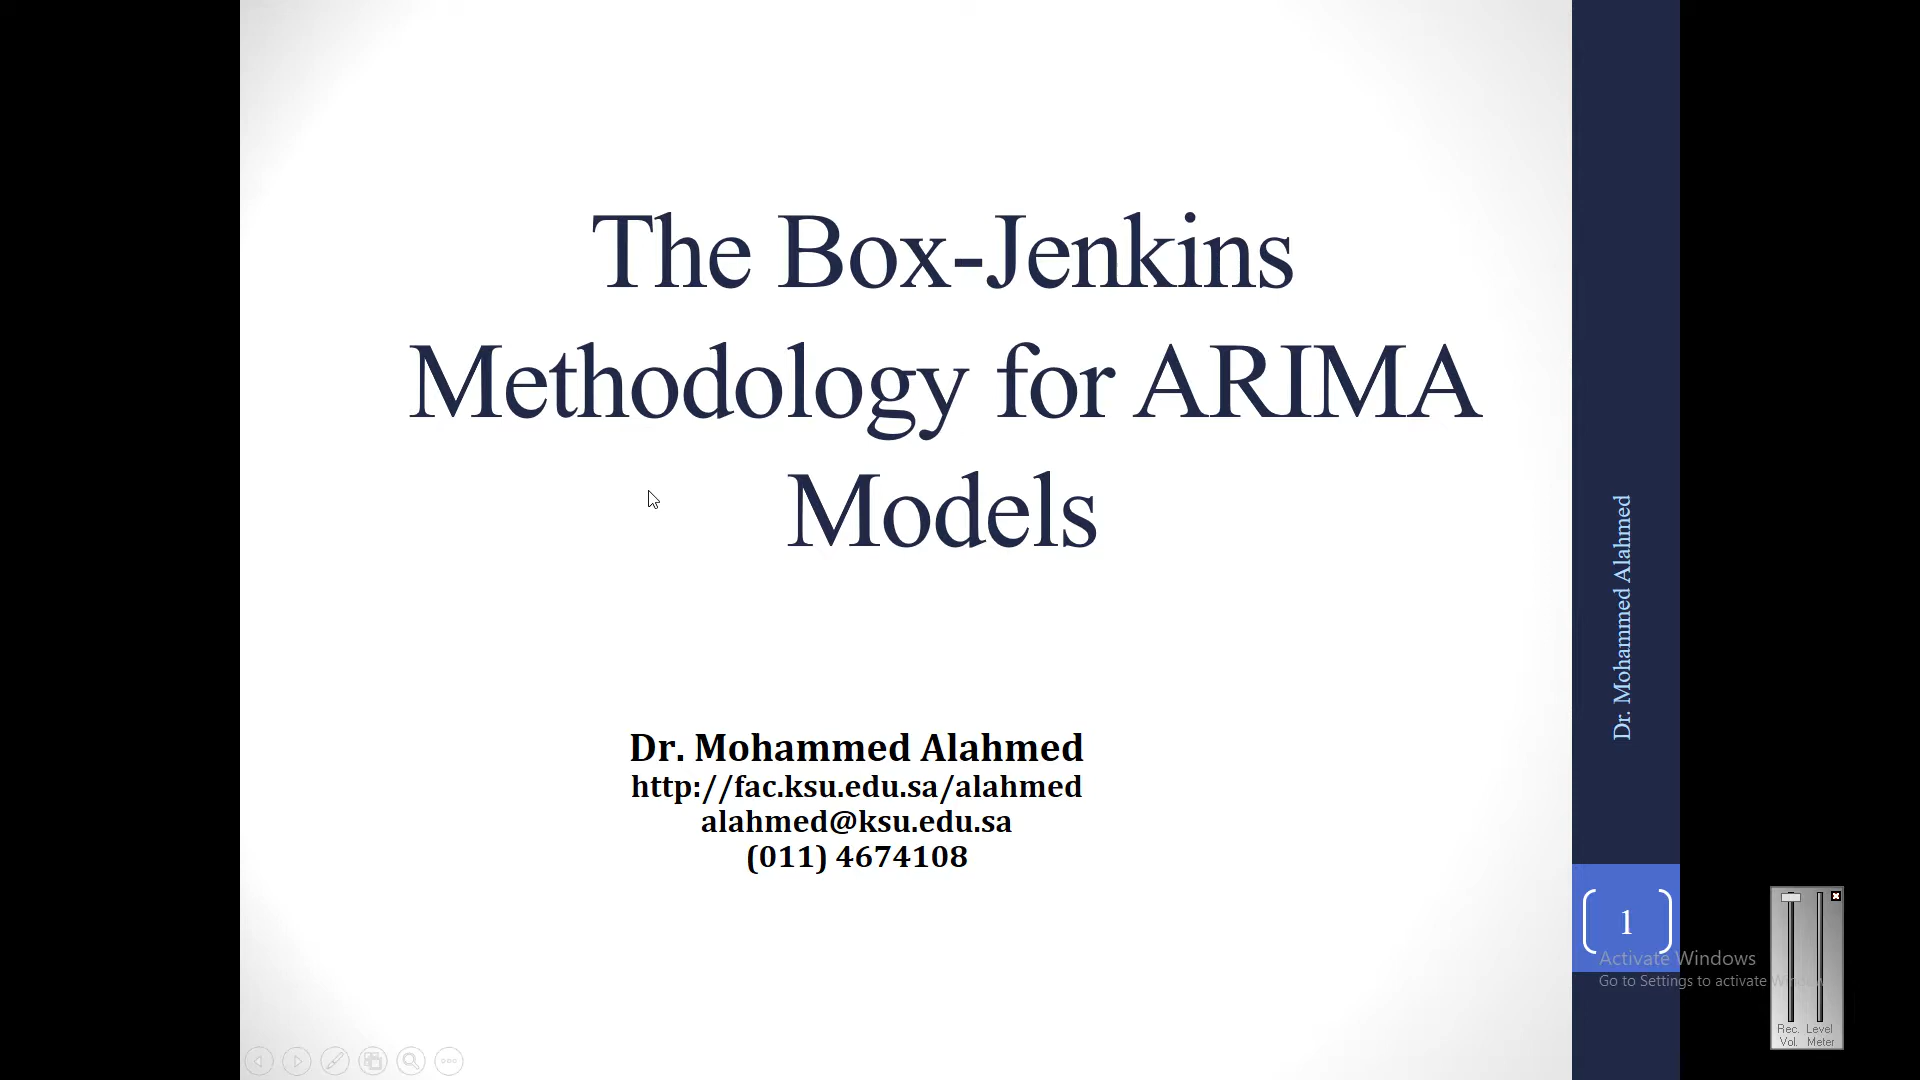 The Box-Jenkins
Methodology for ARIMA
Models
Dr. Mohammed Alahmed
http://fac.ksu.edu.sa/alahmed
alahmed@ksu.edu.sa
(011) 4674108
Dr. Mohammed Alahmed
1
Activate Windows
Go to Settings to activate Windows
Rec. Level
Vol. Meter